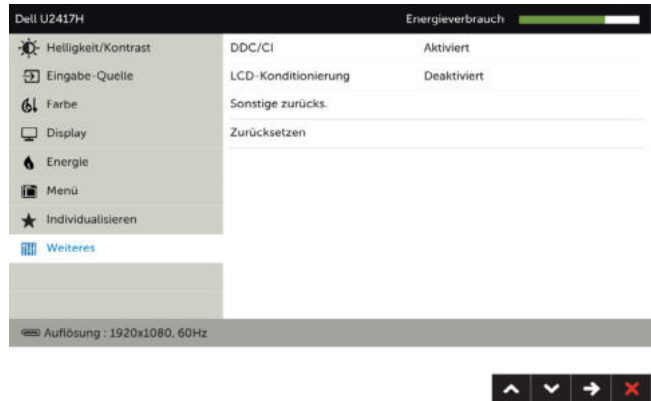 Dell U2417H Energieverbrauch
Helligkeit/Kontrast DDC/CI Aktiviert
Eingabe-Quelle LCD-Konditionierung Deaktiviert
Farbe Sonstige zurücks.
Display Zurücksetzen
Energie
Menü
Individualisieren
Weiteres
Auflösung : 1920x1080, 60Hz